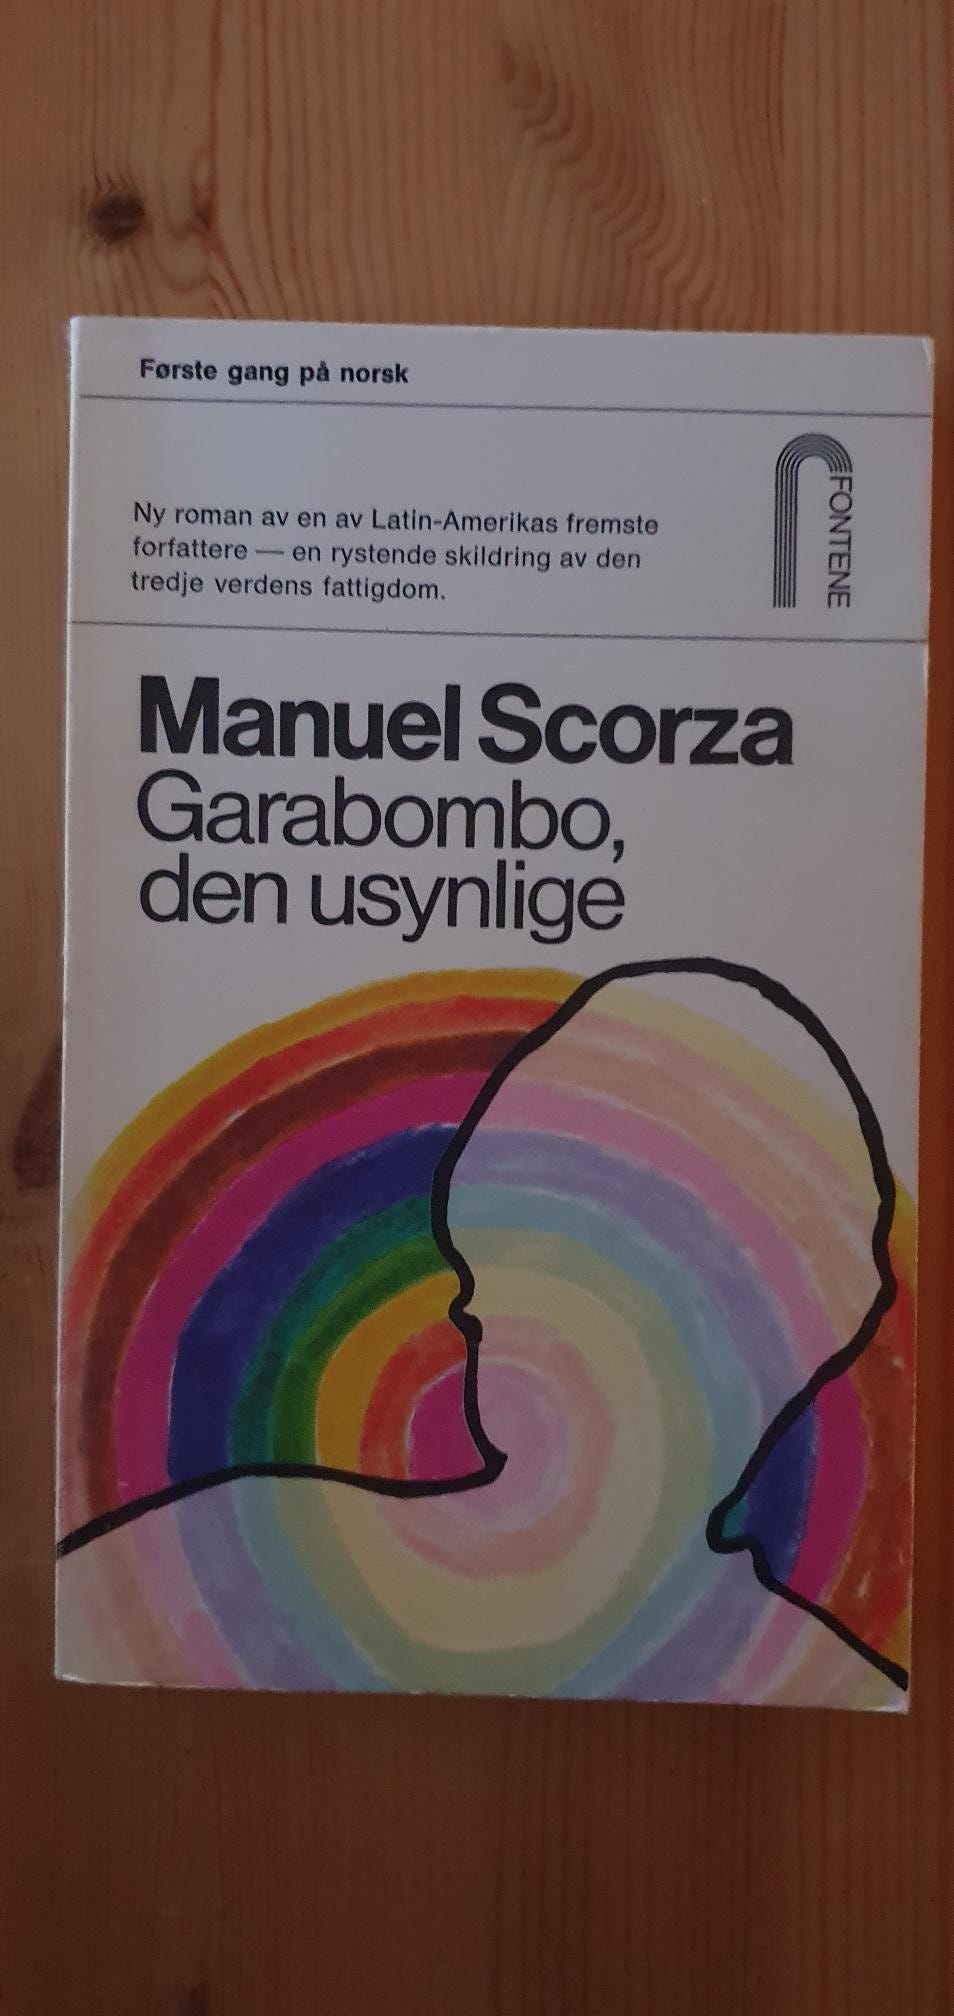 Første gang på norsk
Ny roman av en av Latin-Amerikas fremste
forfattere — en rystende skildring av den
tredje verdens fattigdom.
FONTENE
Manuel Scorza
Garabombo,
den usynlige